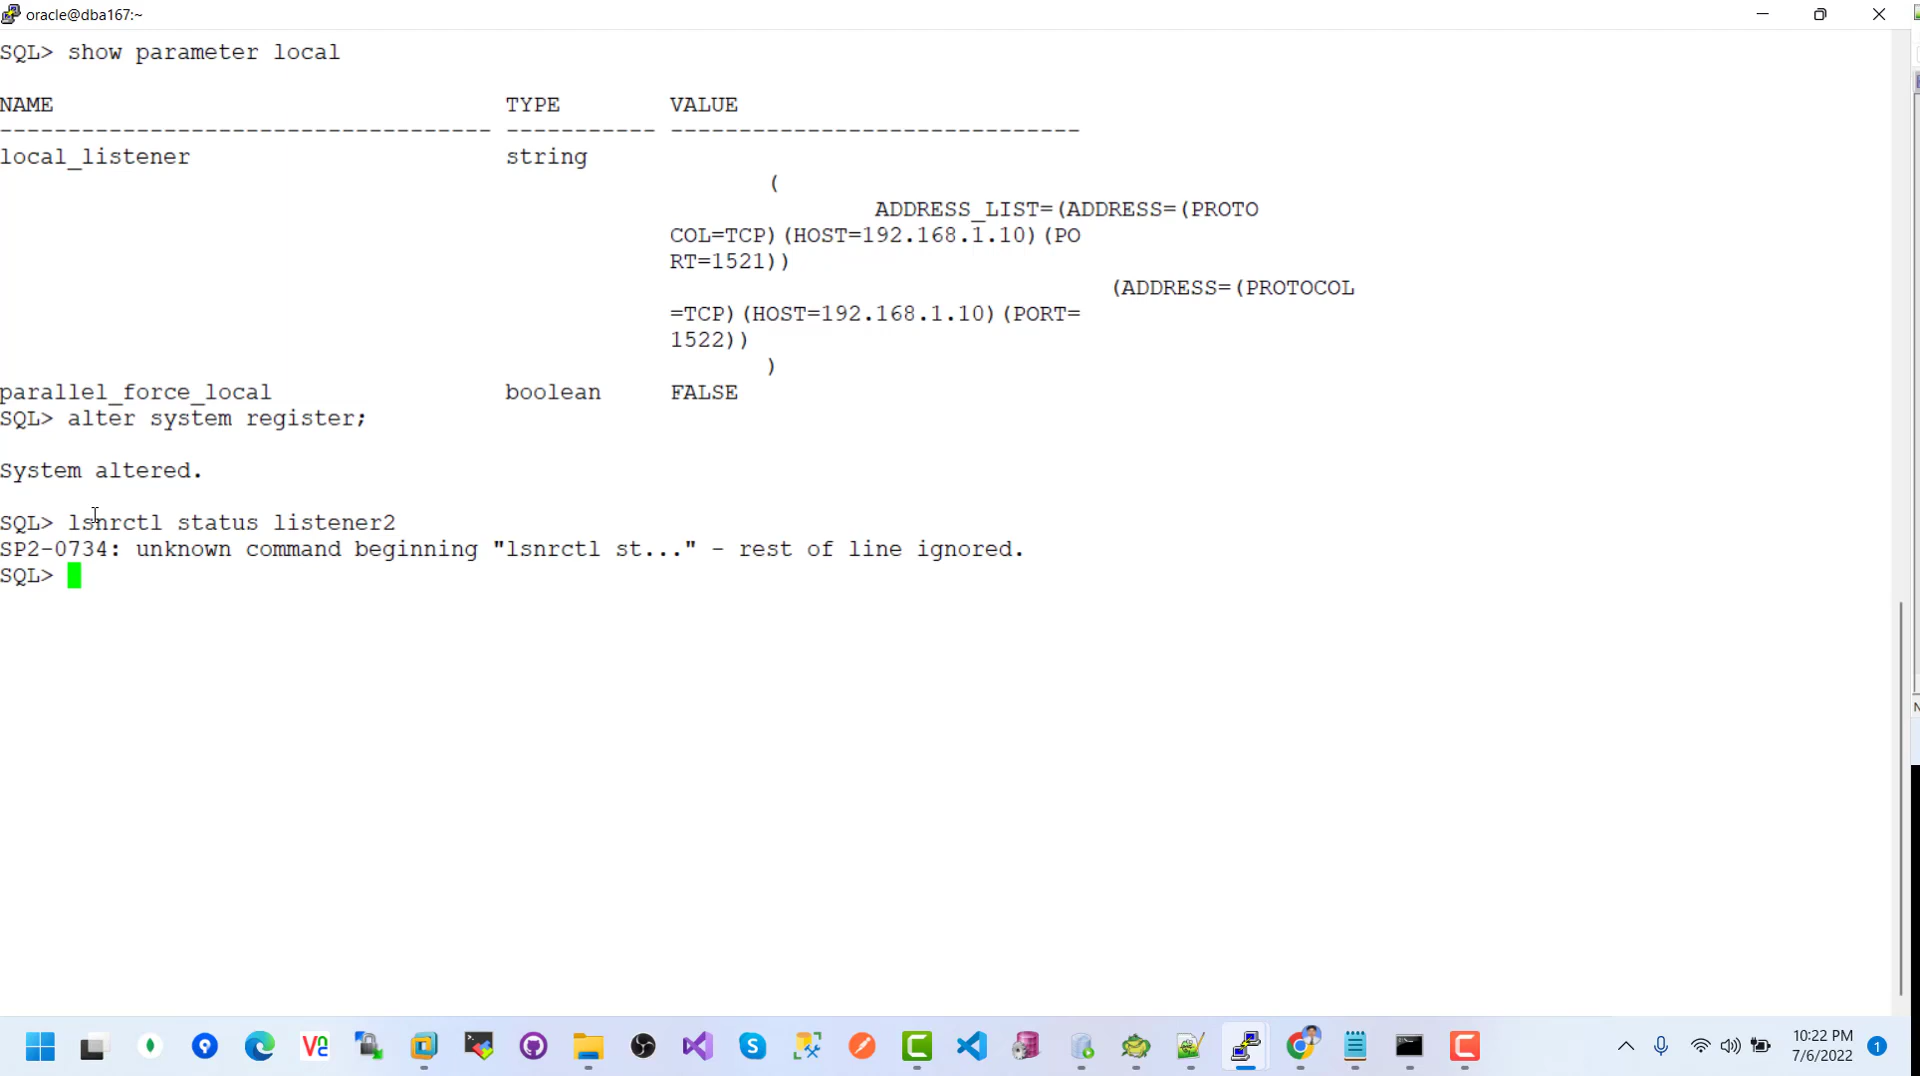 oracle@dba167:~
SQL> show parameter local
NAME TYPE VALUE
------------------------------------ ----------- ------------------------------
local_listener string
(
ADDRESS_LIST=(ADDRESS=(PROTO
COL=TCP)(HOST=192.168.1.10)(PO
RT=1521))
(ADDRESS=(PROTOCOL
=TCP)(HOST=192.168.1.10)(PORT=
1522))
)
parallel_force_local boolean FALSE
SQL> alter system register;
System altered.
SQL> lsnrctl status listener2
SP2-0734: unknown command beginning "lsnrctl st..." - rest of line ignored.
SQL>
10:22 PM
7/6/2022
1